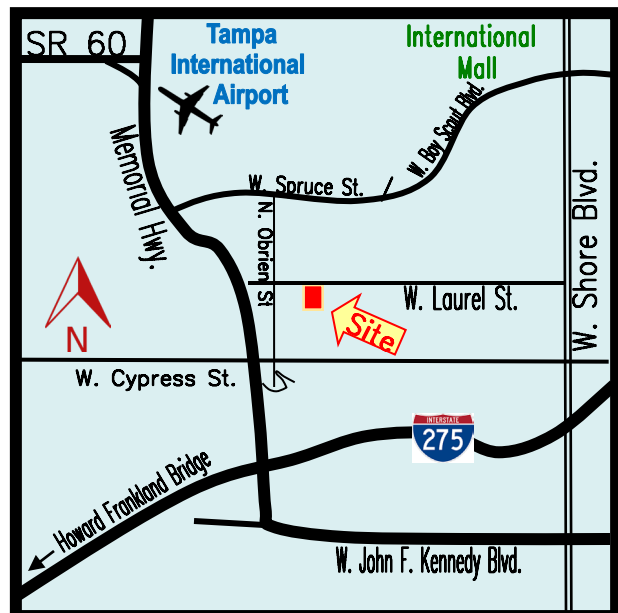 SR 60
Tampa
International
Airport
International
Mall
Memorial Hwy.
W. Boy Scout Blvd.
W. Spruce St.
N. Obrien St
W. Shore Blvd.
W. Laurel St.
Site
N
W. Cypress St.
INTERSTATE
275
Howard Frankland Bridge
W. John F. Kennedy Blvd.